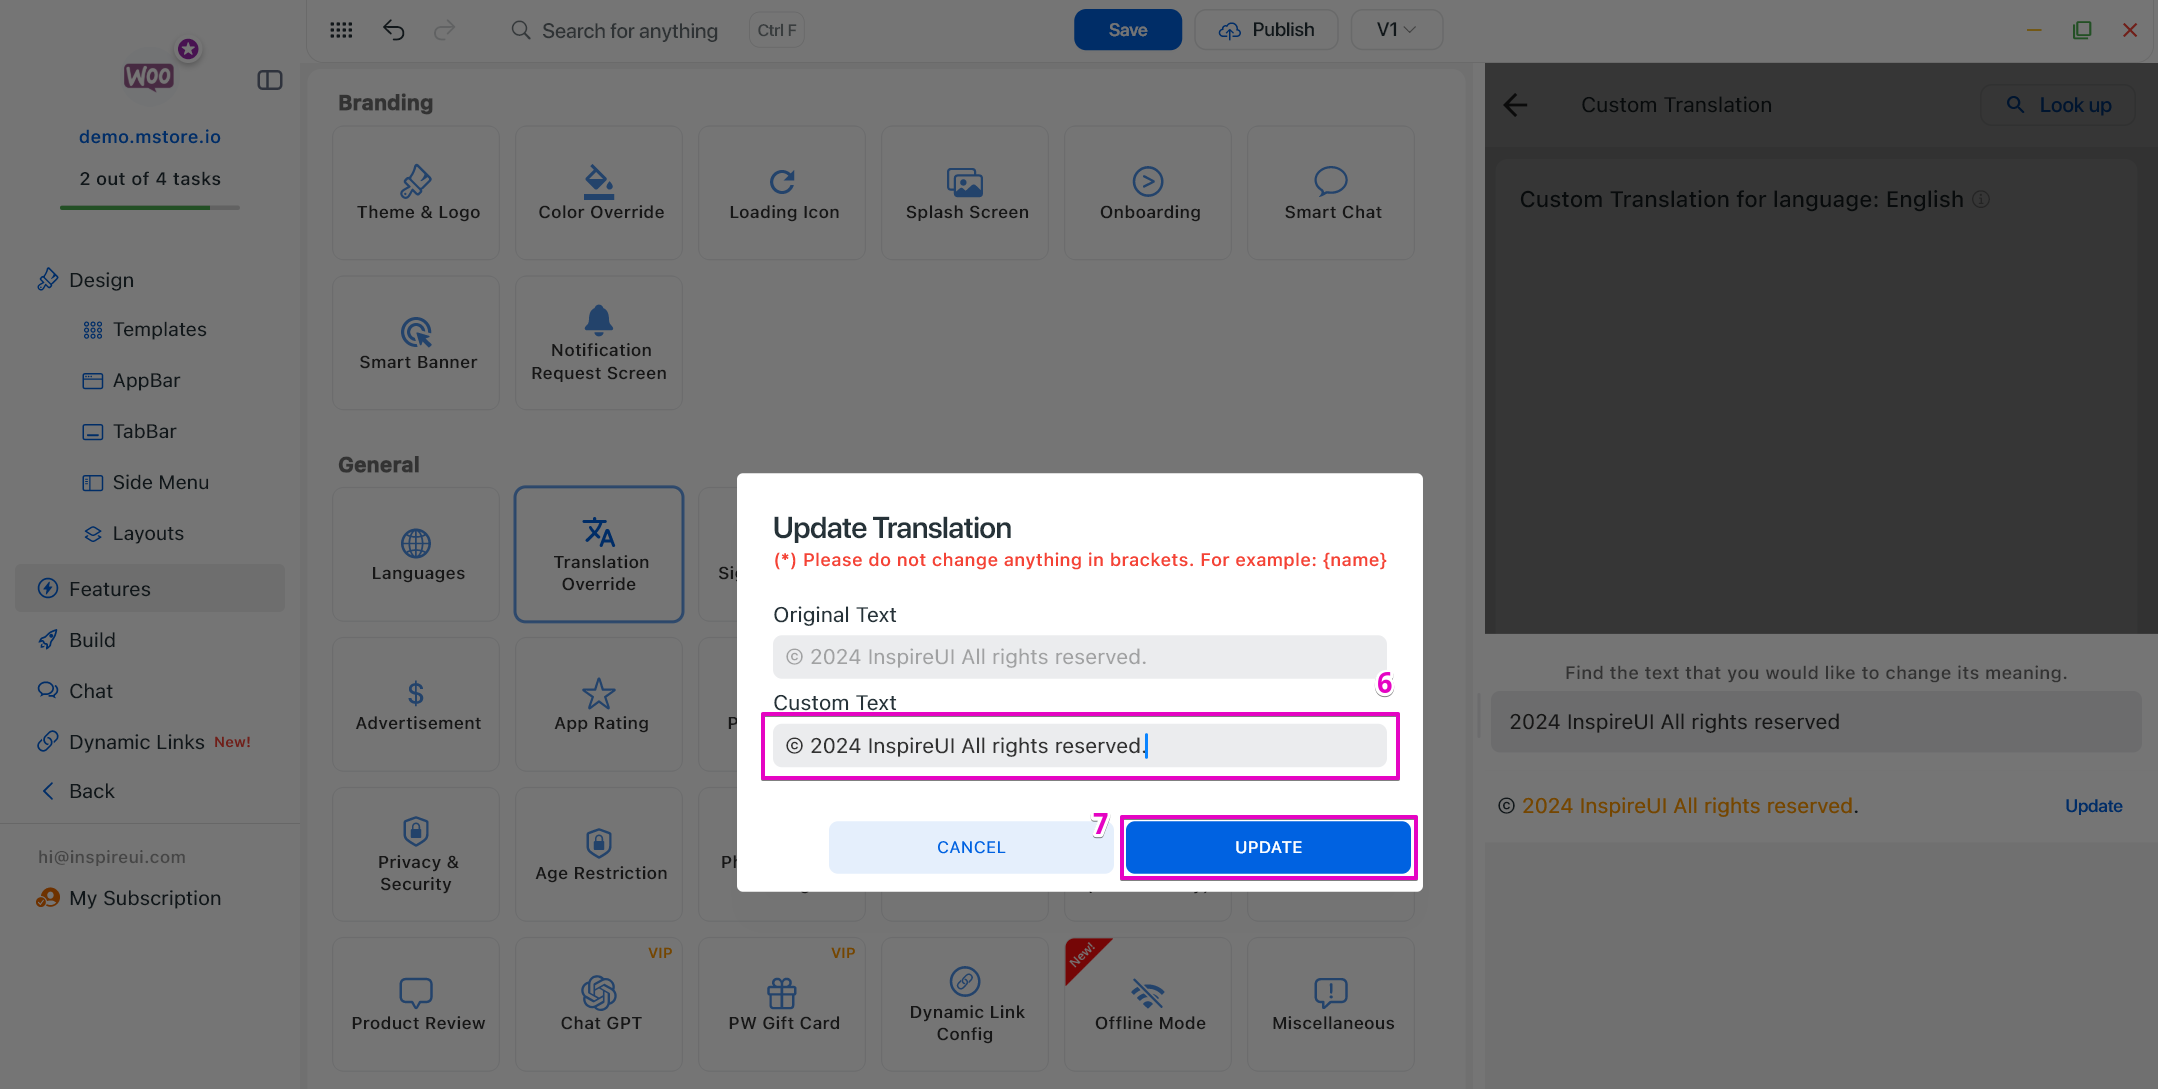 Search for anything
Ctrl F
Save
Publish
V1
WOO
demo.mstore.io
2 out of 4 tasks
Design
Templates
AppBar
TabBar
Side Menu
Layouts
Features
Build
Chat
Dynamic Links New!
Back
hi@inspireui.com
My Subscription
Branding
Theme & Logo
Color Override
Loading Icon
Splash Screen
Onboarding
Smart Chat
Smart Banner
Notification
Request Screen
General
Languages
Translation
Override
Advertisement
App Rating
Privacy &
Security
Age Restriction
VIP
VIP
New!
Product Review
Chat GPT
PW Gift Card
Dynamic Link
Config
Offline Mode
Miscellaneous
Update Translation
(*) Please do not change anything in brackets. For example: {name}
Original Text
© 2024 InspireUI All rights reserved.
6
Custom Text
© 2024 InspireUI All rights reserved.
7
CANCEL
UPDATE
Custom Translation
Look up
Custom Translation for language: English
Find the text that you would like to change its meaning.
2024 InspireUI All rights reserved
© 2024 InspireUI All rights reserved.
Update